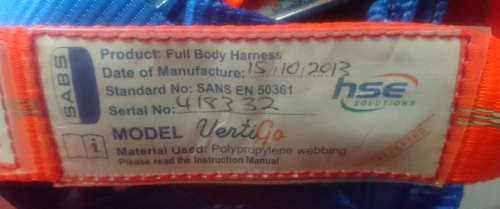 SABS
Product: Full Body Harness
Date of Manufacture: 15/10/2013
Standard No: SANS EN 50361
Serial No: 418332
hse
SOLUTIONS
MODEL VertiGo
Material Used: Polypropylene webbing
Please read the Instruction Manual